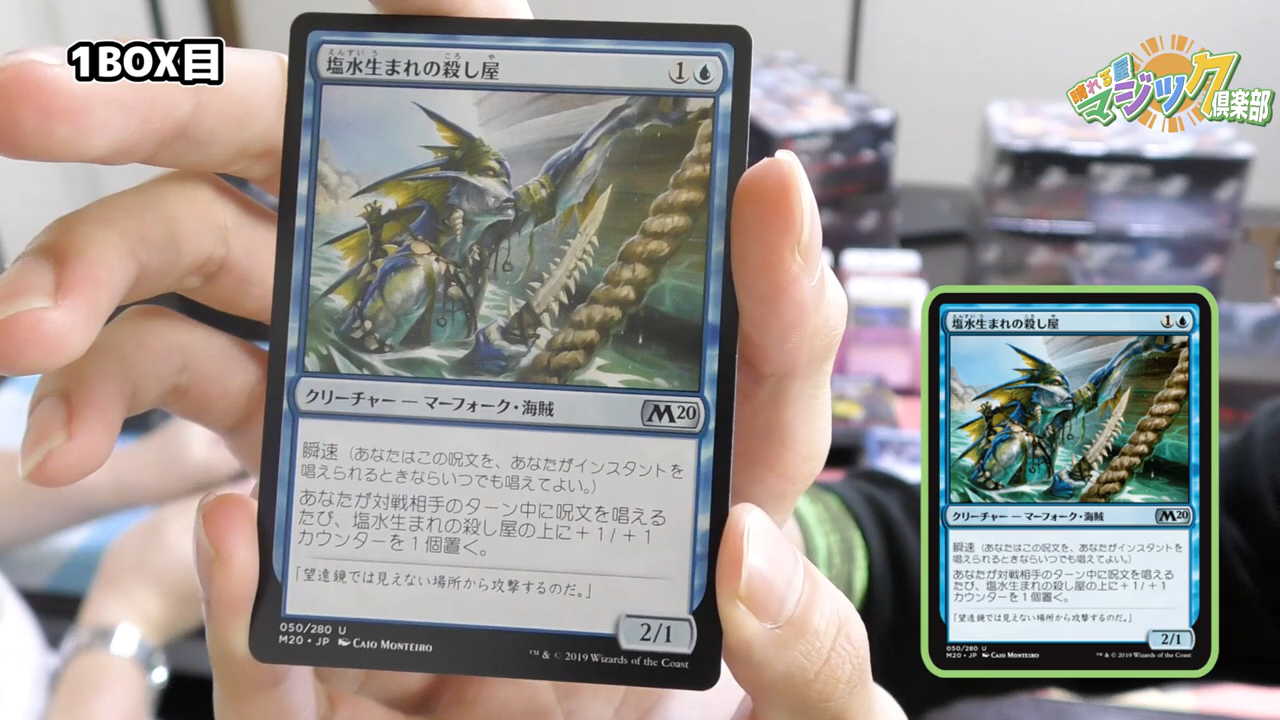 1BOX目
晴れる屋
マジック倶楽部
えんすいう ころ や
塩水生まれの殺し屋
1
クリーチャー ― マーフォーク・海賊
M20
瞬速（あなたはこの呪文を、あなたがインスタントを
唱えられるときならいつでも唱えてよい。）
あなたが対戦相手のターン中に呪文を唱える
たび、塩水生まれの殺し屋の上に＋1/＋1
カウンターを1個置く。
「望遠鏡では見えない場所から攻撃するのだ。」
2/1
050/280 U
M20・JP CAIO MONTEIRO
™ & © 2019 Wizards of the Coast
えんすいう ころ や
塩水生まれの殺し屋
1
クリーチャー ― マーフォーク・海賊
M20
瞬速（あなたはこの呪文を、あなたがインスタントを
唱えられるときならいつでも唱えてよい。）
あなたが対戦相手のターン中に呪文を唱える
たび、塩水生まれの殺し屋の上に＋1/＋1
カウンターを1個置く。
「望遠鏡では見えない場所から攻撃するのだ。」
2/1
050/280 U
M20・JP CAIO MONTEIRO
™ & © 2019 Wizards of the Coast